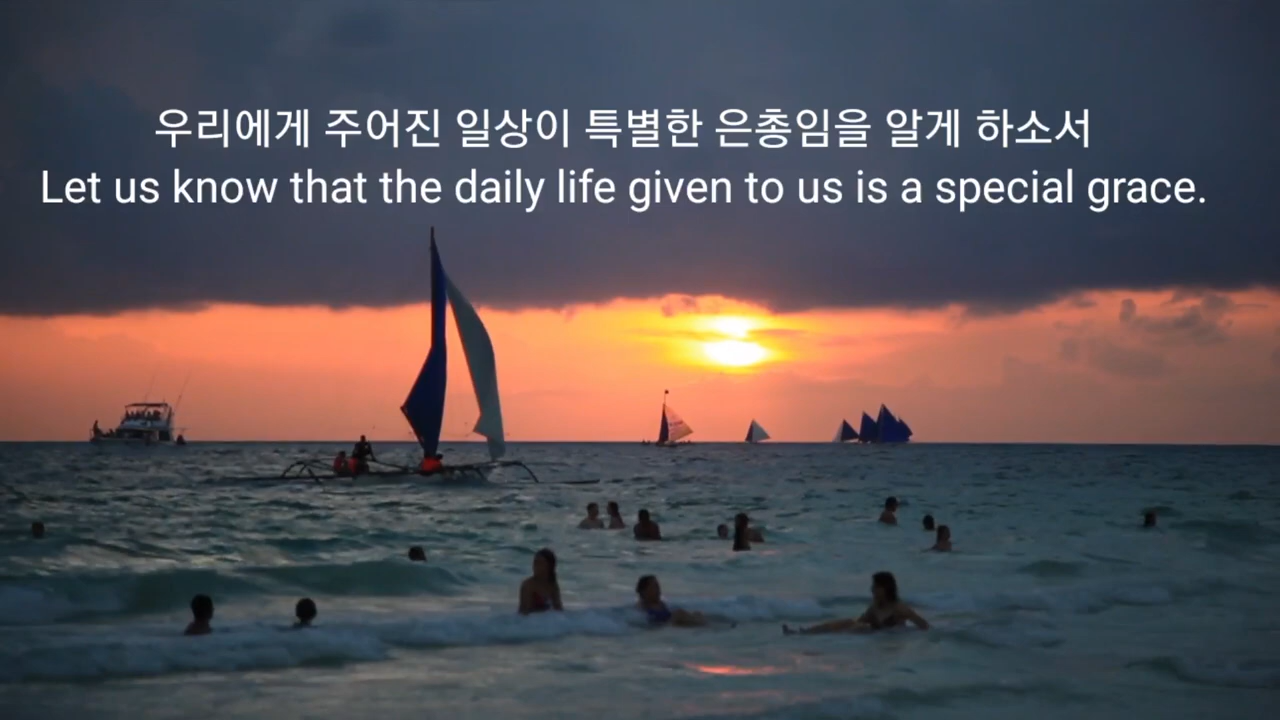 우리에게 주어진 일상이 특별한 은총임을 알게 하소서
Let us know that the daily life given to us is a special grace.